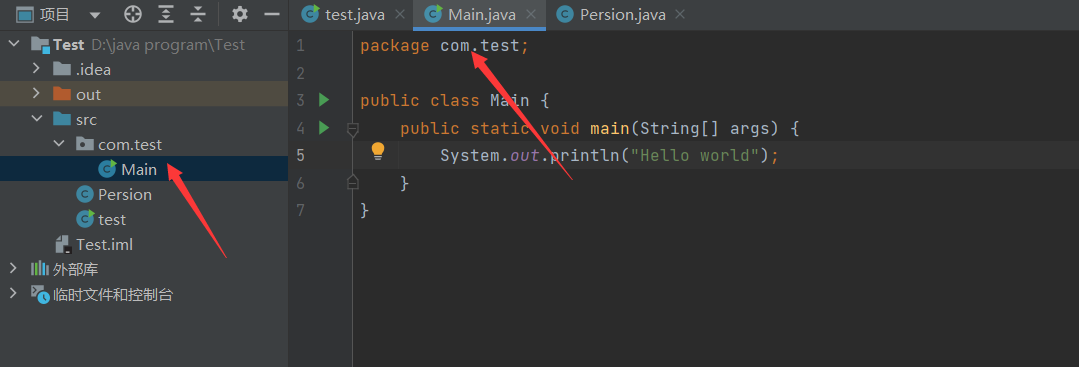 项目
test.java
Main.java
Persion.java
Test D:\java program\Test
.idea
out
src
com.test
Main
Persion
test
Test.iml
外部库
临时文件和控制台
1 package com.test;
2
3 public class Main {
4 public static void main(String[] args) {
5 System.out.println("Hello world");
6 }
7 }